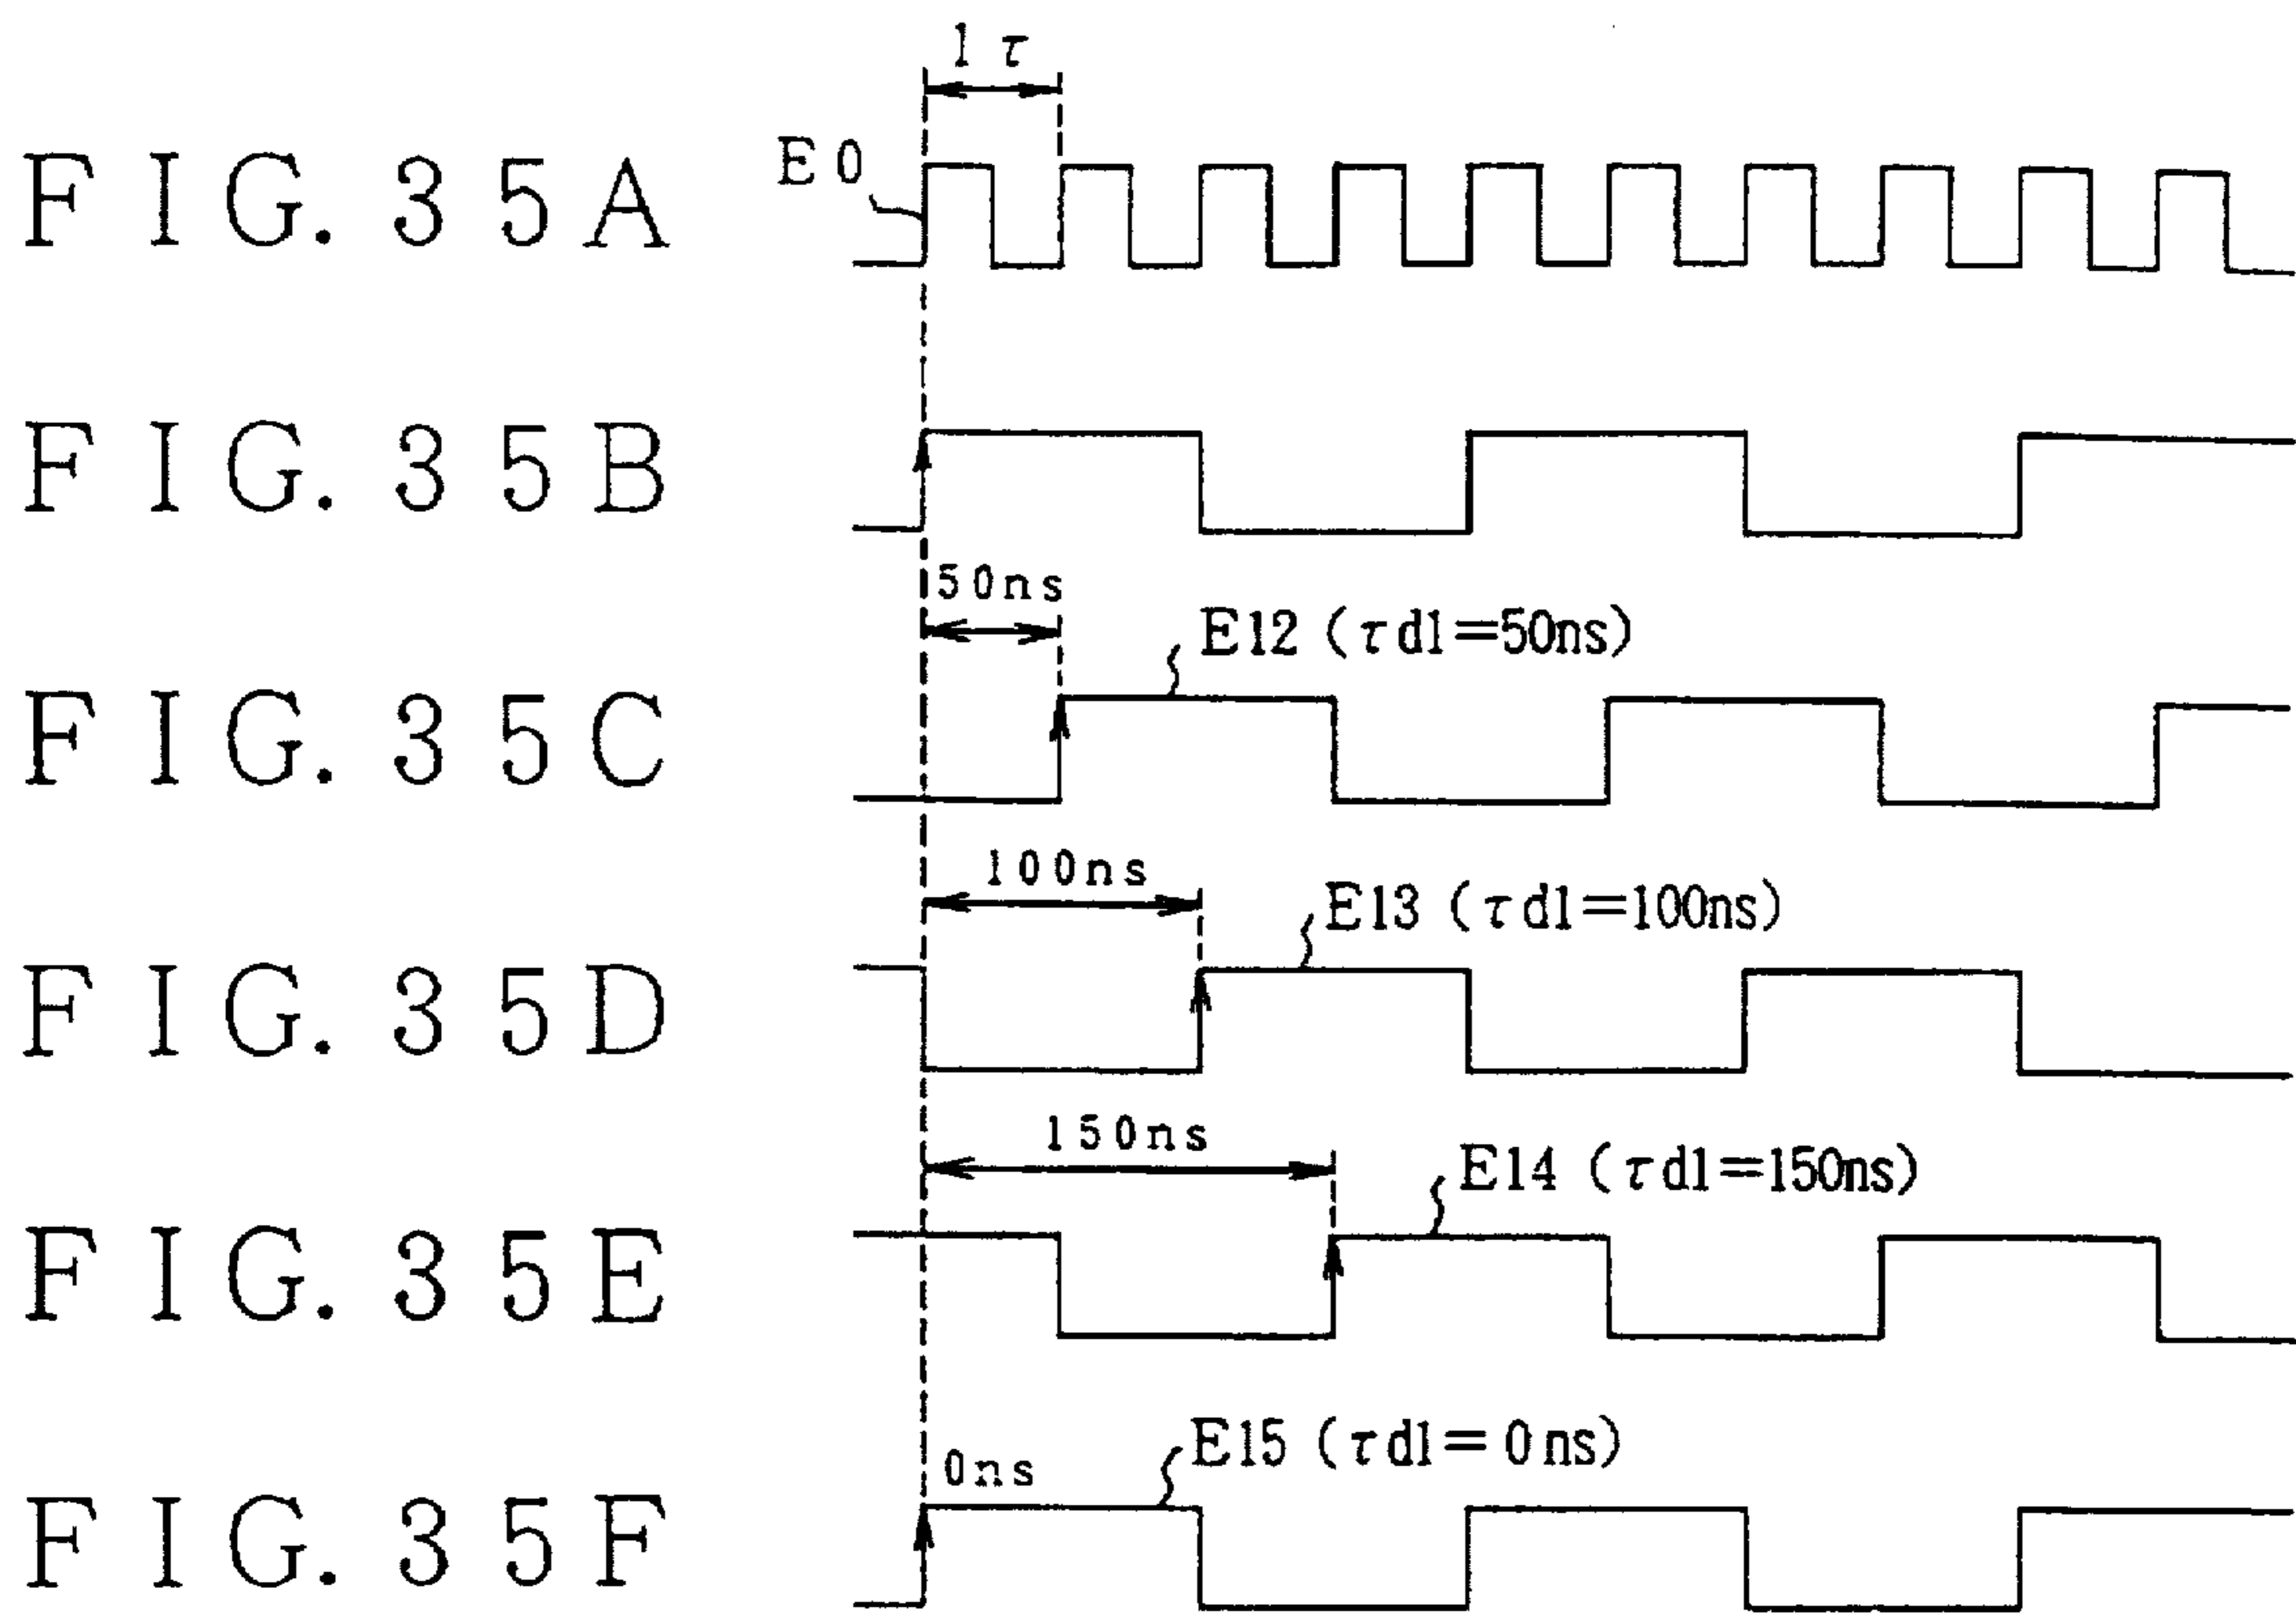 1 τ
FIG. 35A
E0
FIG. 35B
50ns
E12 (τd1=50ns)
FIG. 35C
100ns
E13 (τd1=100ns)
FIG. 35D
150ns
E14 (τd1=150ns)
FIG. 35E
0ns
E15 (τd1=0ns)
FIG. 35F